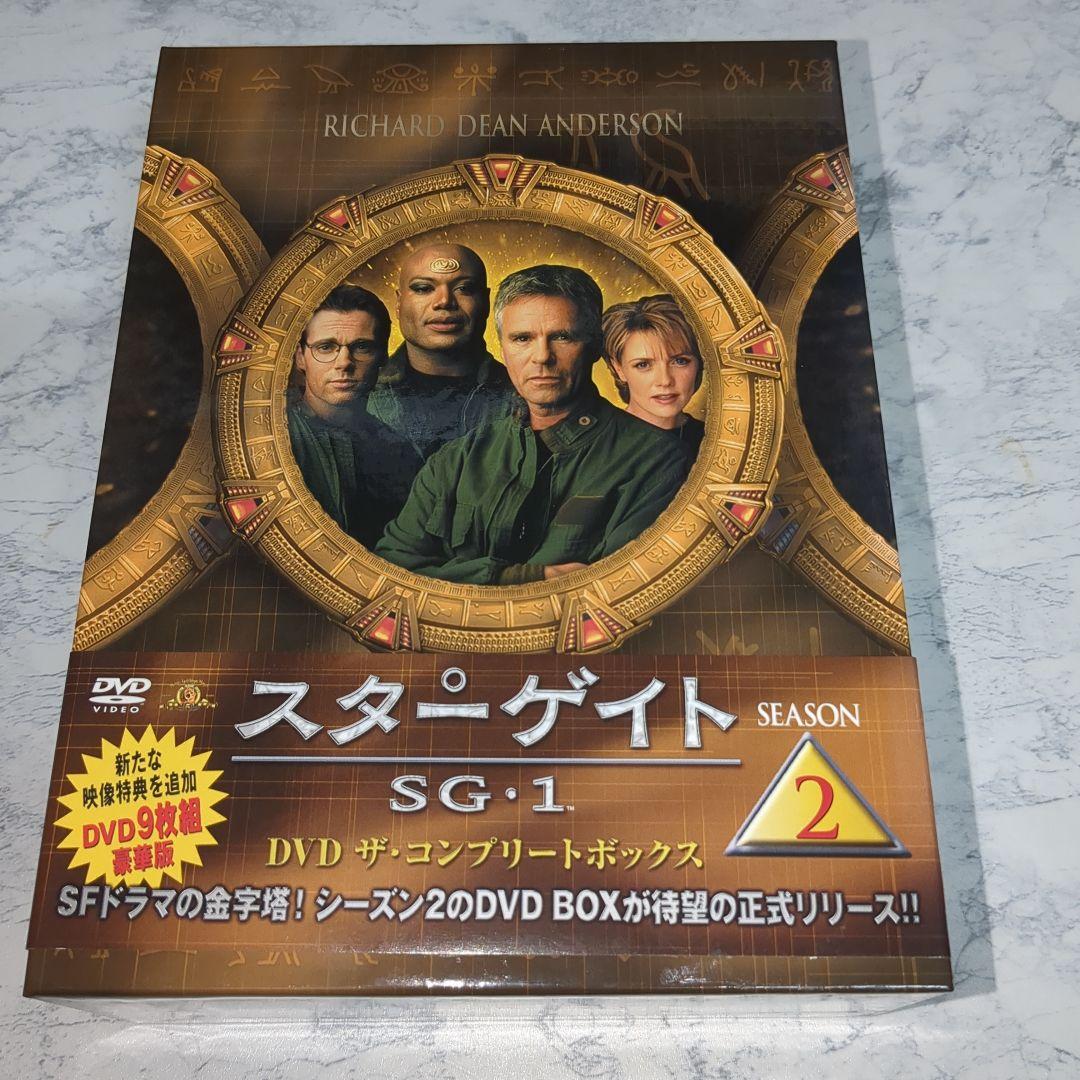 RICHARD DEAN ANDERSON
DVD
VIDEO
スターゲイト
SEASON
2
SG・1™
新たな
映像特典を追加
DVD9枚組
豪華版
DVD ザ・コンプリートボックス
SFドラマの金字塔! シーズン2のDVD BOXが待望の正式リリース!!